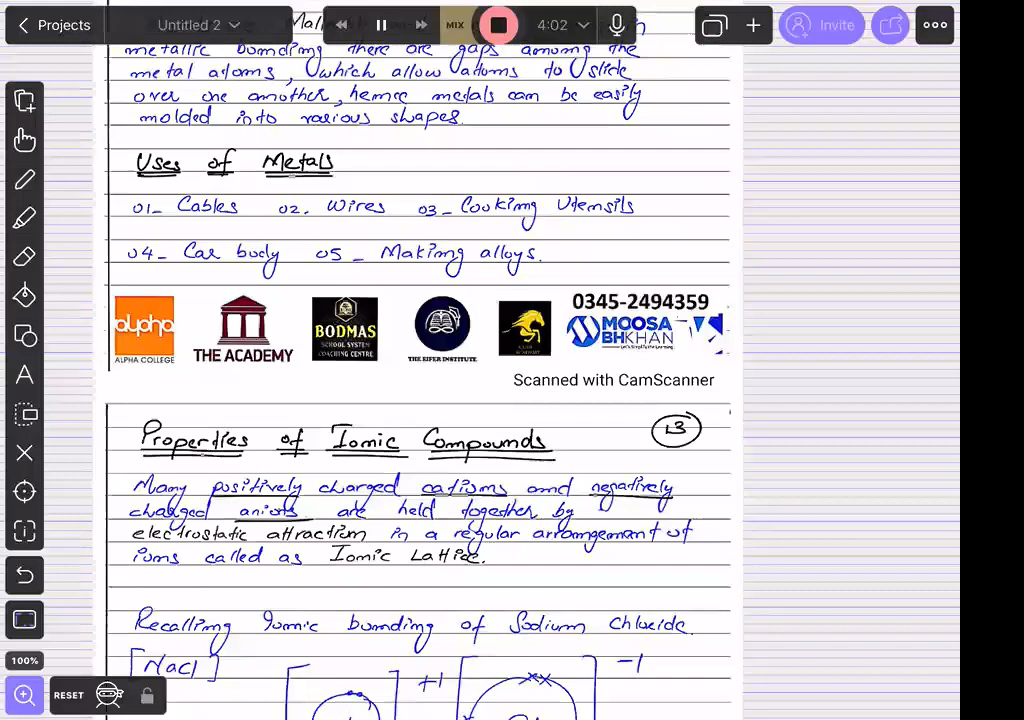 Projects Untitled 2 MIX 4:02 Invite
metallic bonding there are gaps among the
metal atoms, which allow atoms to slide
over one another, hence metals can be easily
molded into various shapes.
Uses of Metals
01- Cables 02. Wires 03- Cooking Utensils
04- Car body 05- Making alloys.
alpha
ALPHA COLLEGE
THE ACADEMY
BODMAS
SCHOOL SYSTEM
COACHING CENTRE
THE EIFER INSTITUTE
0345-2494359
MOOSA
BHKHAN
Scanned with CamScanner
Properties of Ionic Compounds 13
Many positively charged cations and negatively
charged anions are held together by
electrostatic attraction in a regular arrangement of
ions called as Ionic Lattice.
Recalling Ionic bonding of Sodium Chloride.
[NaCl]
+1 -1
100%
RESET